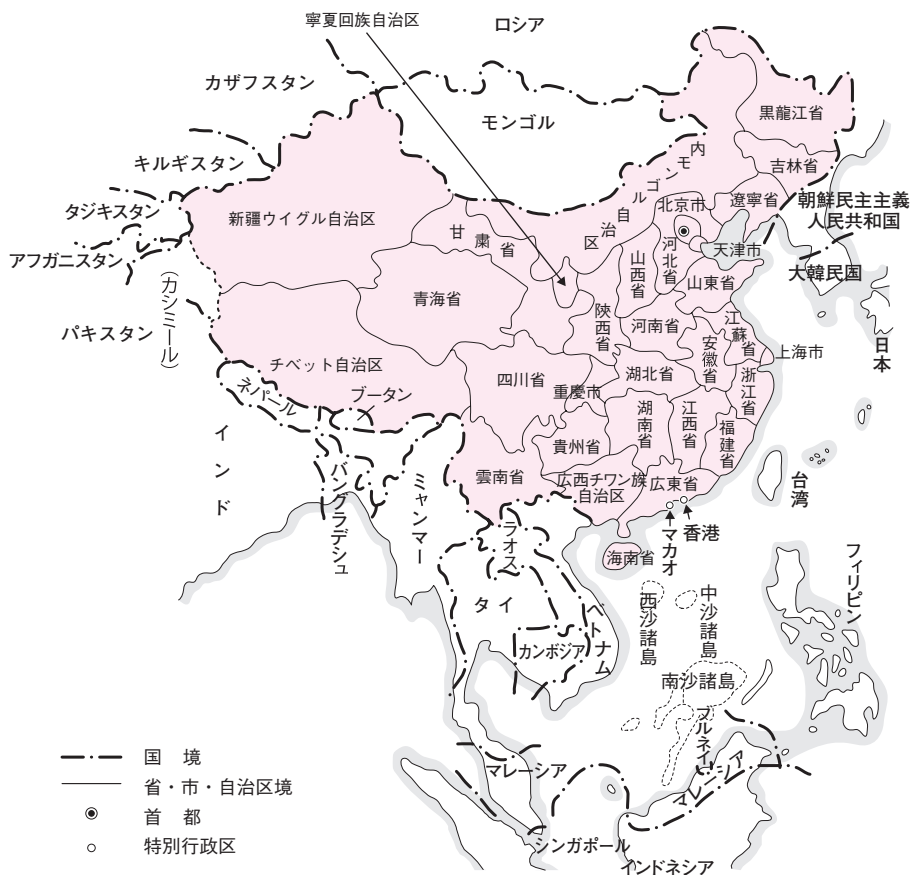 寧夏回族自治区
ロシア
カザフスタン
モンゴル
黒龍江省
内モンゴル自治区
吉林省
キルギスタン
遼寧省
朝鮮民主主義
人民共和国
タジキスタン
新疆ウイグル自治区
甘粛省
北京市
天津市
河北省
アフガニスタン
(カシミール)
山西省
山東省
大韓民国
青海省
陝西省
河南省
江蘇省
安徽省
上海市
日本
パキスタン
チベット自治区
四川省
重慶市
湖北省
浙江省
ネパール
ブータン
湖南省
江西省
福建省
インド
貴州省
雲南省
広西チワン族
自治区
広東省
台湾
バングラデシュ
ミャンマー
ラオス
香港
マカオ
海南省
フィリピン
タイ
ベトナム
西沙諸島
中沙諸島
カンボジア
南沙諸島
ブルネイ
マレーシア
マレーシア
シンガポール
インドネシア
国境
省・市・自治区境
首都
特別行政区